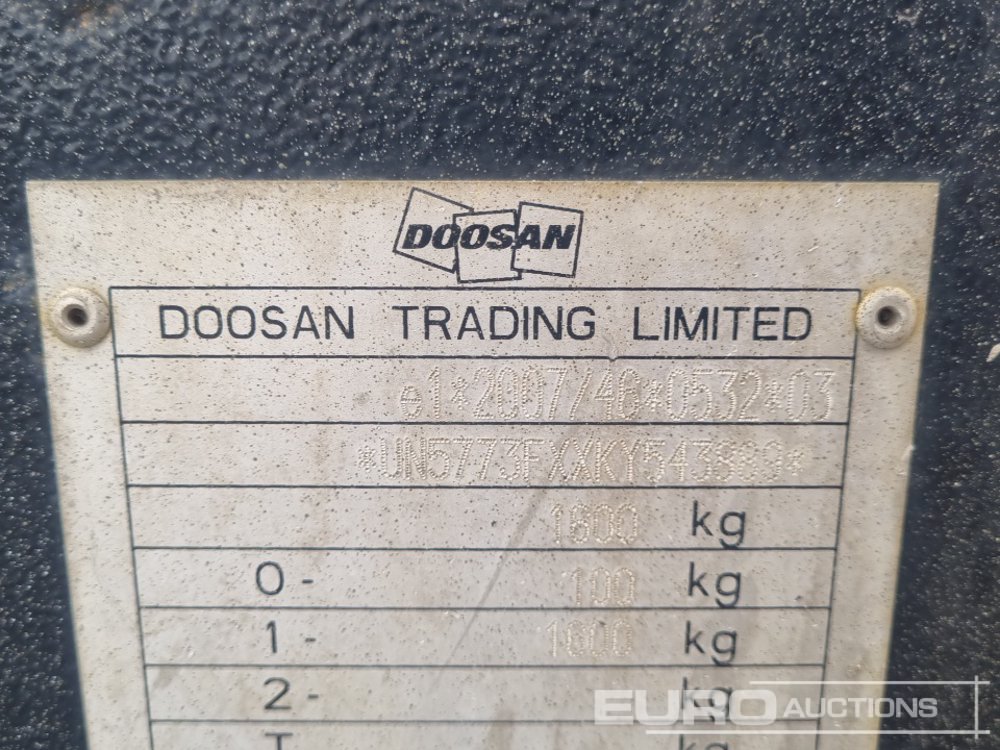 DOOSAN
DOOSAN TRADING LIMITED
e1*2007/46*0532*03
*UN5773FXXKY543889*
1600 kg
0- 100 kg
1- 1600 kg
2- kg
T kg
EURO AUCTIONS